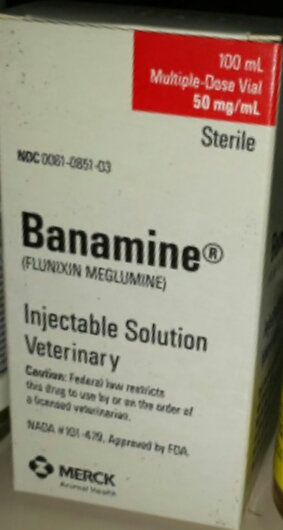 100 mL
Multiple-Dose Vial
50 mg/mL
Sterile
NDC 0061-0851-03
Banamine®
(FLUNIXIN MEGLUMINE)
Injectable Solution
Veterinary
Caution: Federal law restricts
this drug to use by or on the order of
a licensed veterinarian.
NADA #101-479, Approved by FDA.
MERCK
Animal Health